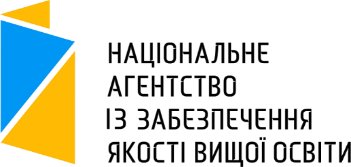 НАЦІОНАЛЬНЕ
АГЕНТСТВО
ІЗ ЗАБЕЗПЕЧЕННЯ
ЯКОСТІ ВИЩОЇ ОСВІТИ